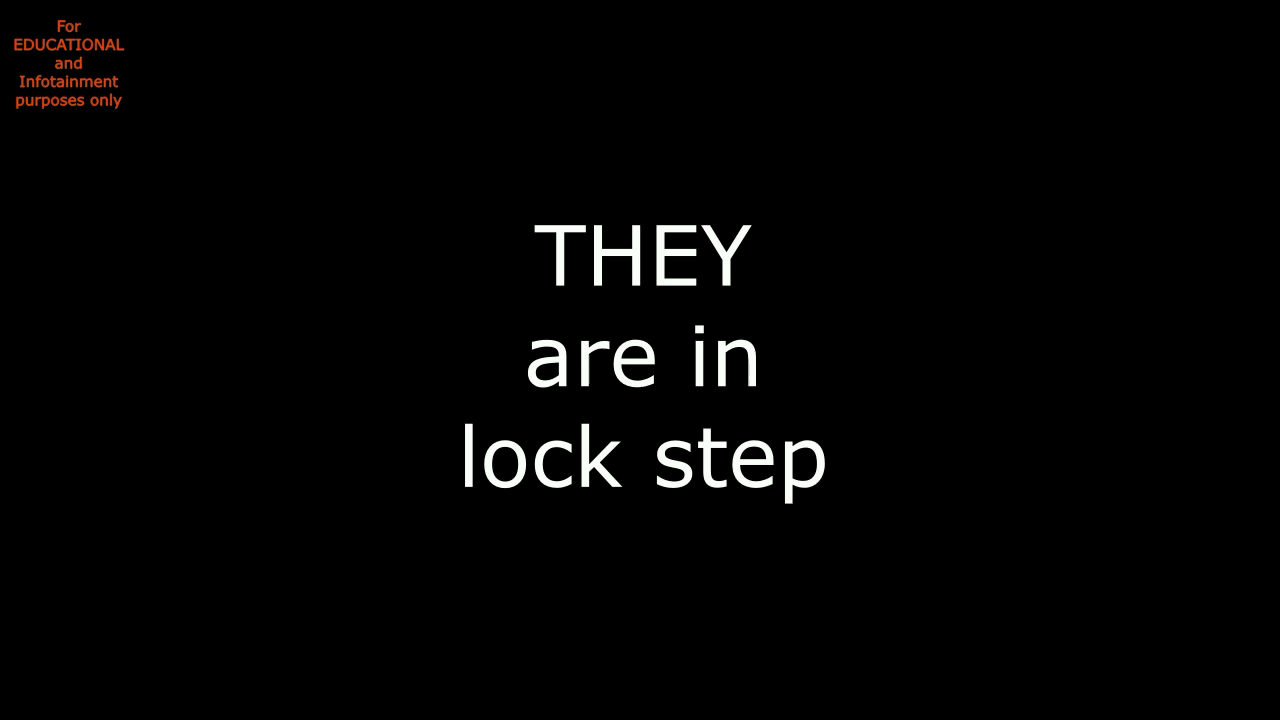 For
EDUCATIONAL
and
Infotainment
purposes only
THEY
are in
lock step